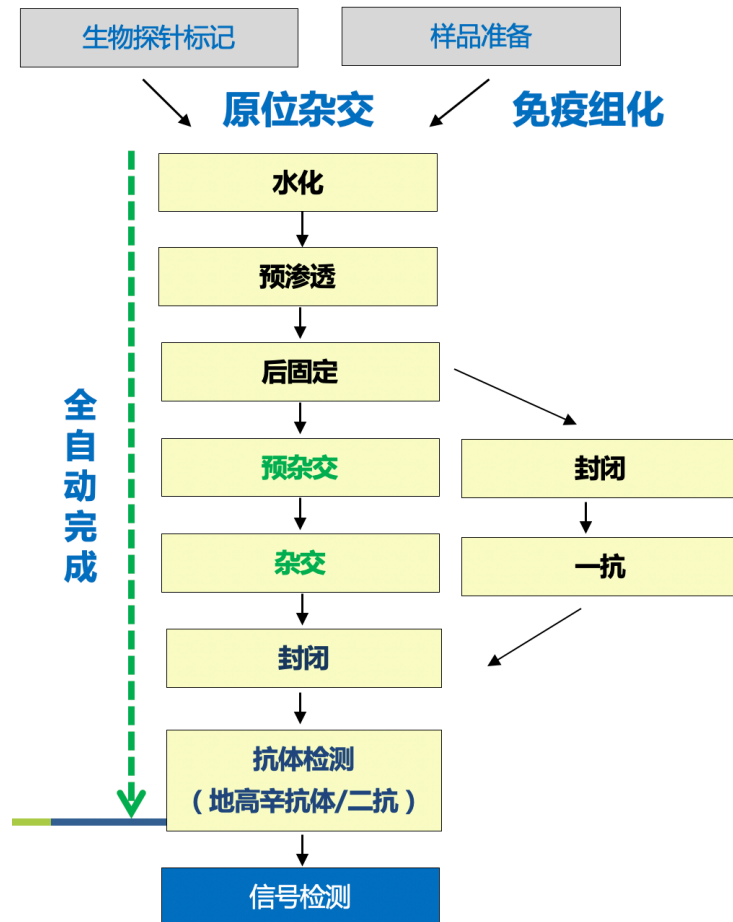 生物探针标记
样品准备
原位杂交
免疫组化
水化
预渗透
后固定
预杂交
封闭
杂交
一抗
封闭
抗体检测
（地高辛抗体/二抗）
信号检测
全自动完成